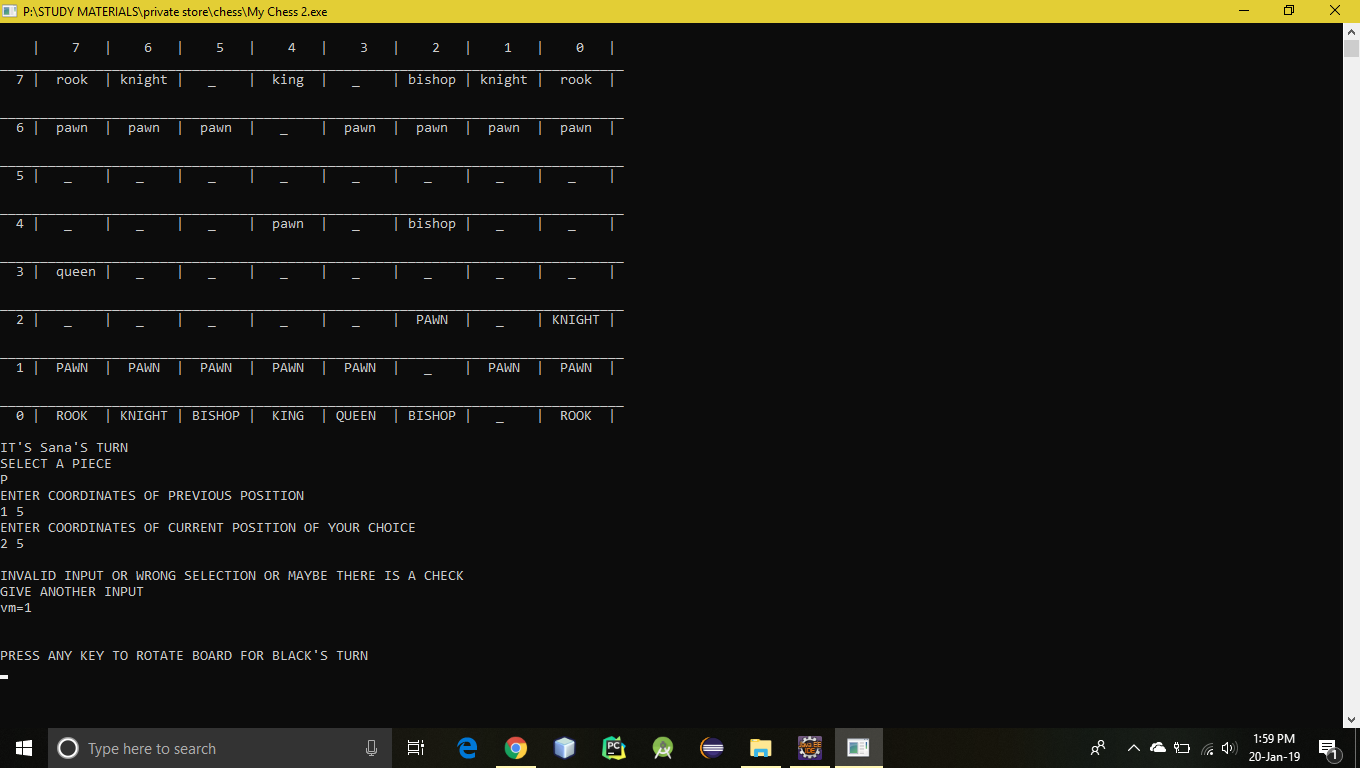 P:\STUDY MATERIALS\private store\chess\My Chess 2.exe
| 7 | 6 | 5 | 4 | 3 | 2 | 1 | 0 |
7 | rook | knight | _ | king | _ | bishop | knight | rook |
6 | pawn | pawn | pawn | _ | pawn | pawn | pawn | pawn |
5 | _ | _ | _ | _ | _ | _ | _ | _ |
4 | _ | _ | _ | pawn | _ | bishop | _ | _ |
3 | queen | _ | _ | _ | _ | _ | _ | _ |
2 | _ | _ | _ | _ | _ | PAWN | _ | KNIGHT |
1 | PAWN | PAWN | PAWN | PAWN | PAWN | _ | PAWN | PAWN |
0 | ROOK | KNIGHT | BISHOP | KING | QUEEN | BISHOP | _ | ROOK |
IT'S Sana'S TURN
SELECT A PIECE
P
ENTER COORDINATES OF PREVIOUS POSITION
1 5
ENTER COORDINATES OF CURRENT POSITION OF YOUR CHOICE
2 5
INVALID INPUT OR WRONG SELECTION OR MAYBE THERE IS A CHECK
GIVE ANOTHER INPUT
vm=1
PRESS ANY KEY TO ROTATE BOARD FOR BLACK'S TURN
Type here to search
PC
1:59 PM
20-Jan-19
1